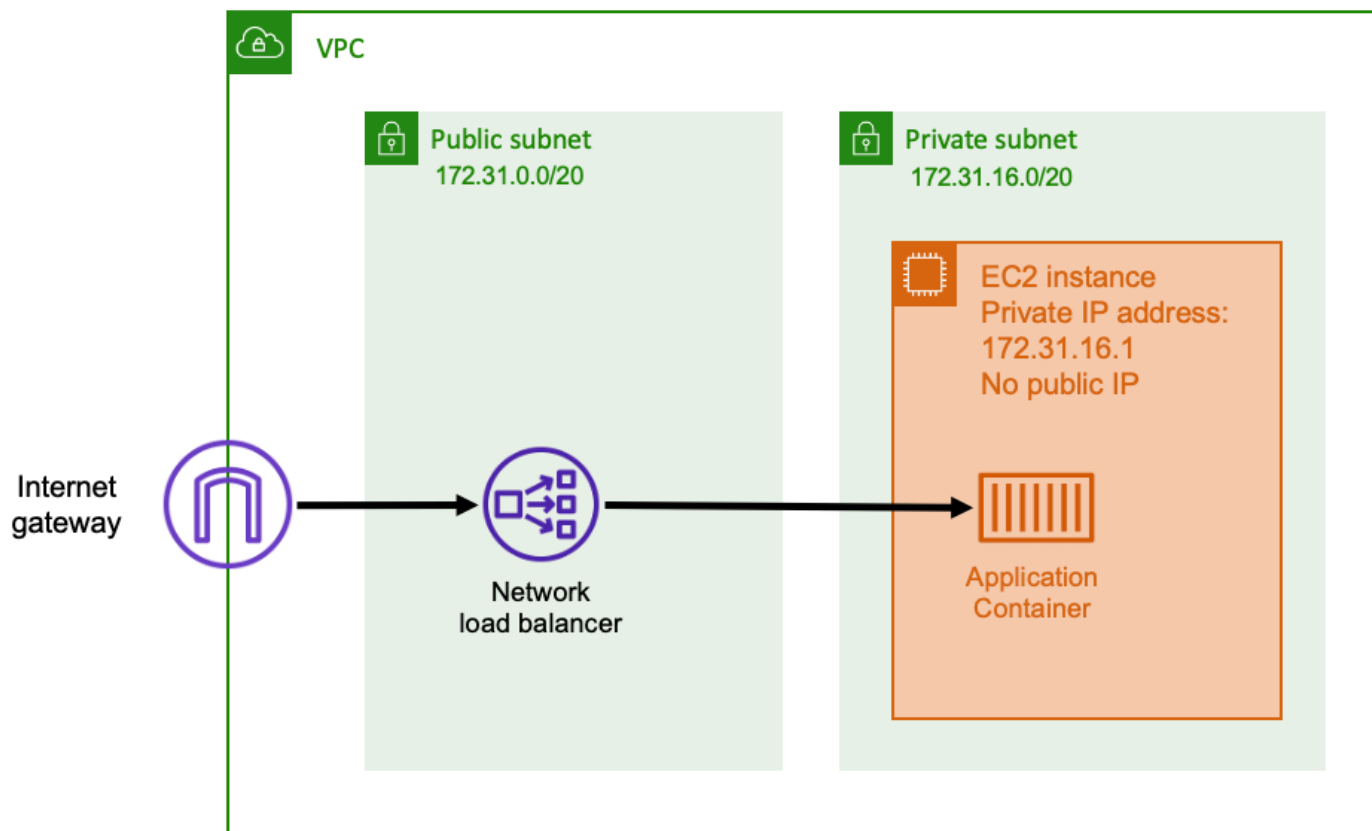 VPC
Public subnet
172.31.0.0/20
Private subnet
172.31.16.0/20
EC2 instance
Private IP address:
172.31.16.1
No public IP
Internet
gateway
Network
load balancer
Application
Container